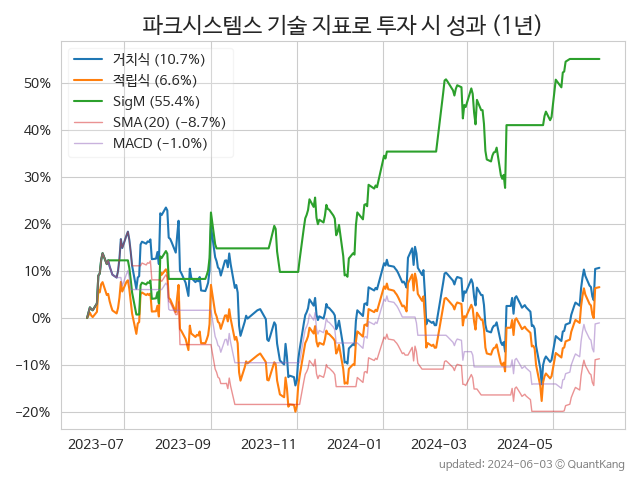 파크시스템스 기술 지표로 투자 시 성과 (1년)
거치식 (10.7%)
적립식 (6.6%)
SigM (55.4%)
SMA(20) (−8.7%)
MACD (−1.0%)
50%
40%
30%
20%
10%
0%
−10%
−20%
2023-07 2023-09 2023-11 2024-01 2024-03 2024-05
updated: 2024-06-03 © QuantKang